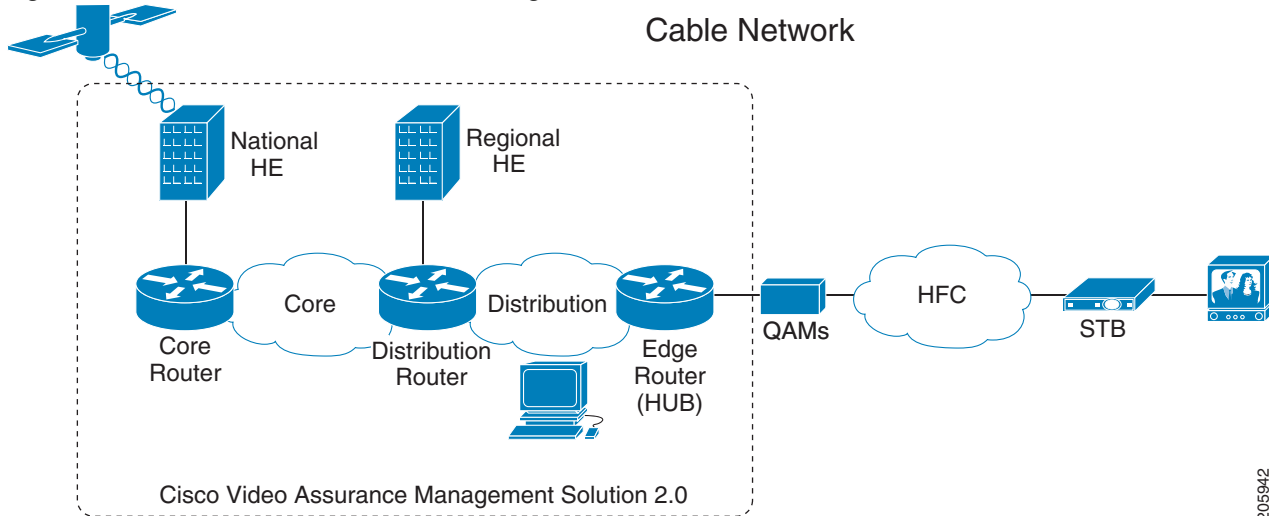 Cable Network
National
HE
Regional
HE
Core
Distribution
HFC
Core
Router
Distribution
Router
Edge
Router
(HUB)
QAMs
STB
Cisco Video Assurance Management Solution 2.0
205942